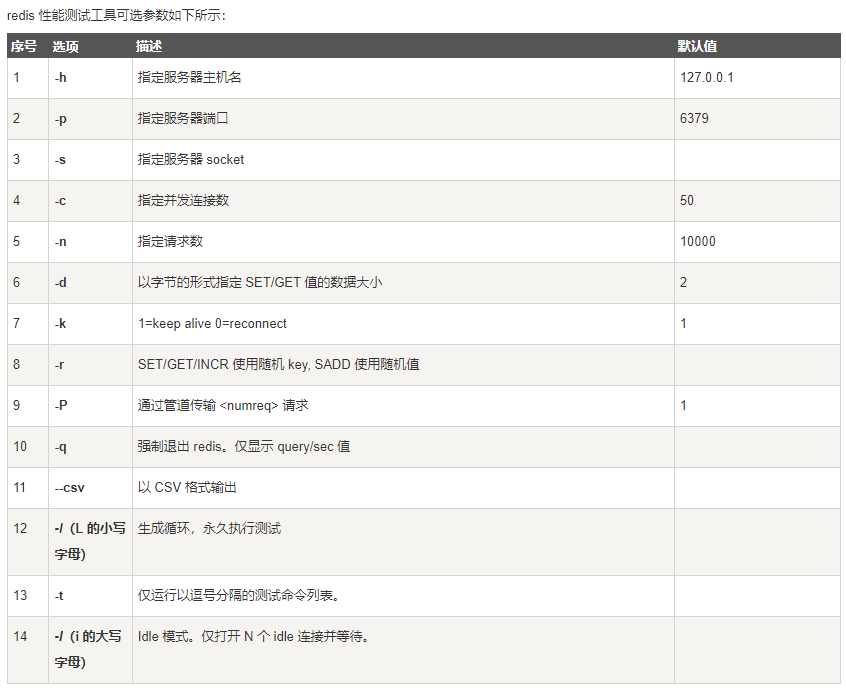 redis 性能测试工具可选参数如下所示：
序号 选项 描述 默认值
1 -h 指定服务器主机名 127.0.0.1
2 -p 指定服务器端口 6379
3 -s 指定服务器 socket
4 -c 指定并发连接数 50
5 -n 指定请求数 10000
6 -d 以字节的形式指定 SET/GET 值的数据大小 2
7 -k 1=keep alive 0=reconnect 1
8 -r SET/GET/INCR 使用随机 key, SADD 使用随机值
9 -P 通过管道传输 <numreq> 请求 1
10 -q 强制退出 redis。仅显示 query/sec 值
11 --csv 以 CSV 格式输出
12 -l（L 的小写 生成循环，永久执行测试
字母）
13 -t 仅运行以逗号分隔的测试命令列表。
14 -I（i 的大写 Idle 模式。仅打开 N 个 idle 连接并等待。
字母）